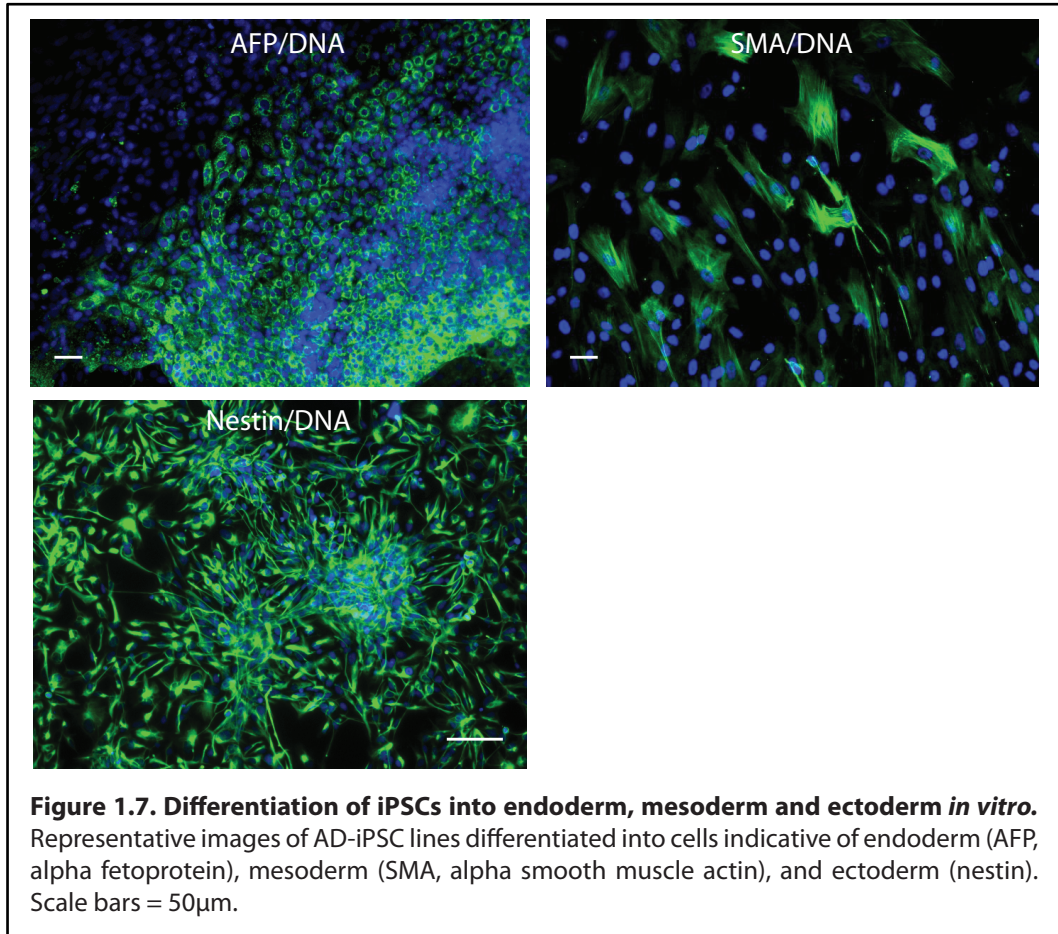 AFP/DNA
SMA/DNA
Nestin/DNA
Figure 1.7. Differentiation of iPSCs into endoderm, mesoderm and ectoderm in vitro.
Representative images of AD-iPSC lines differentiated into cells indicative of endoderm (AFP,
alpha fetoprotein), mesoderm (SMA, alpha smooth muscle actin), and ectoderm (nestin).
Scale bars = 50µm.